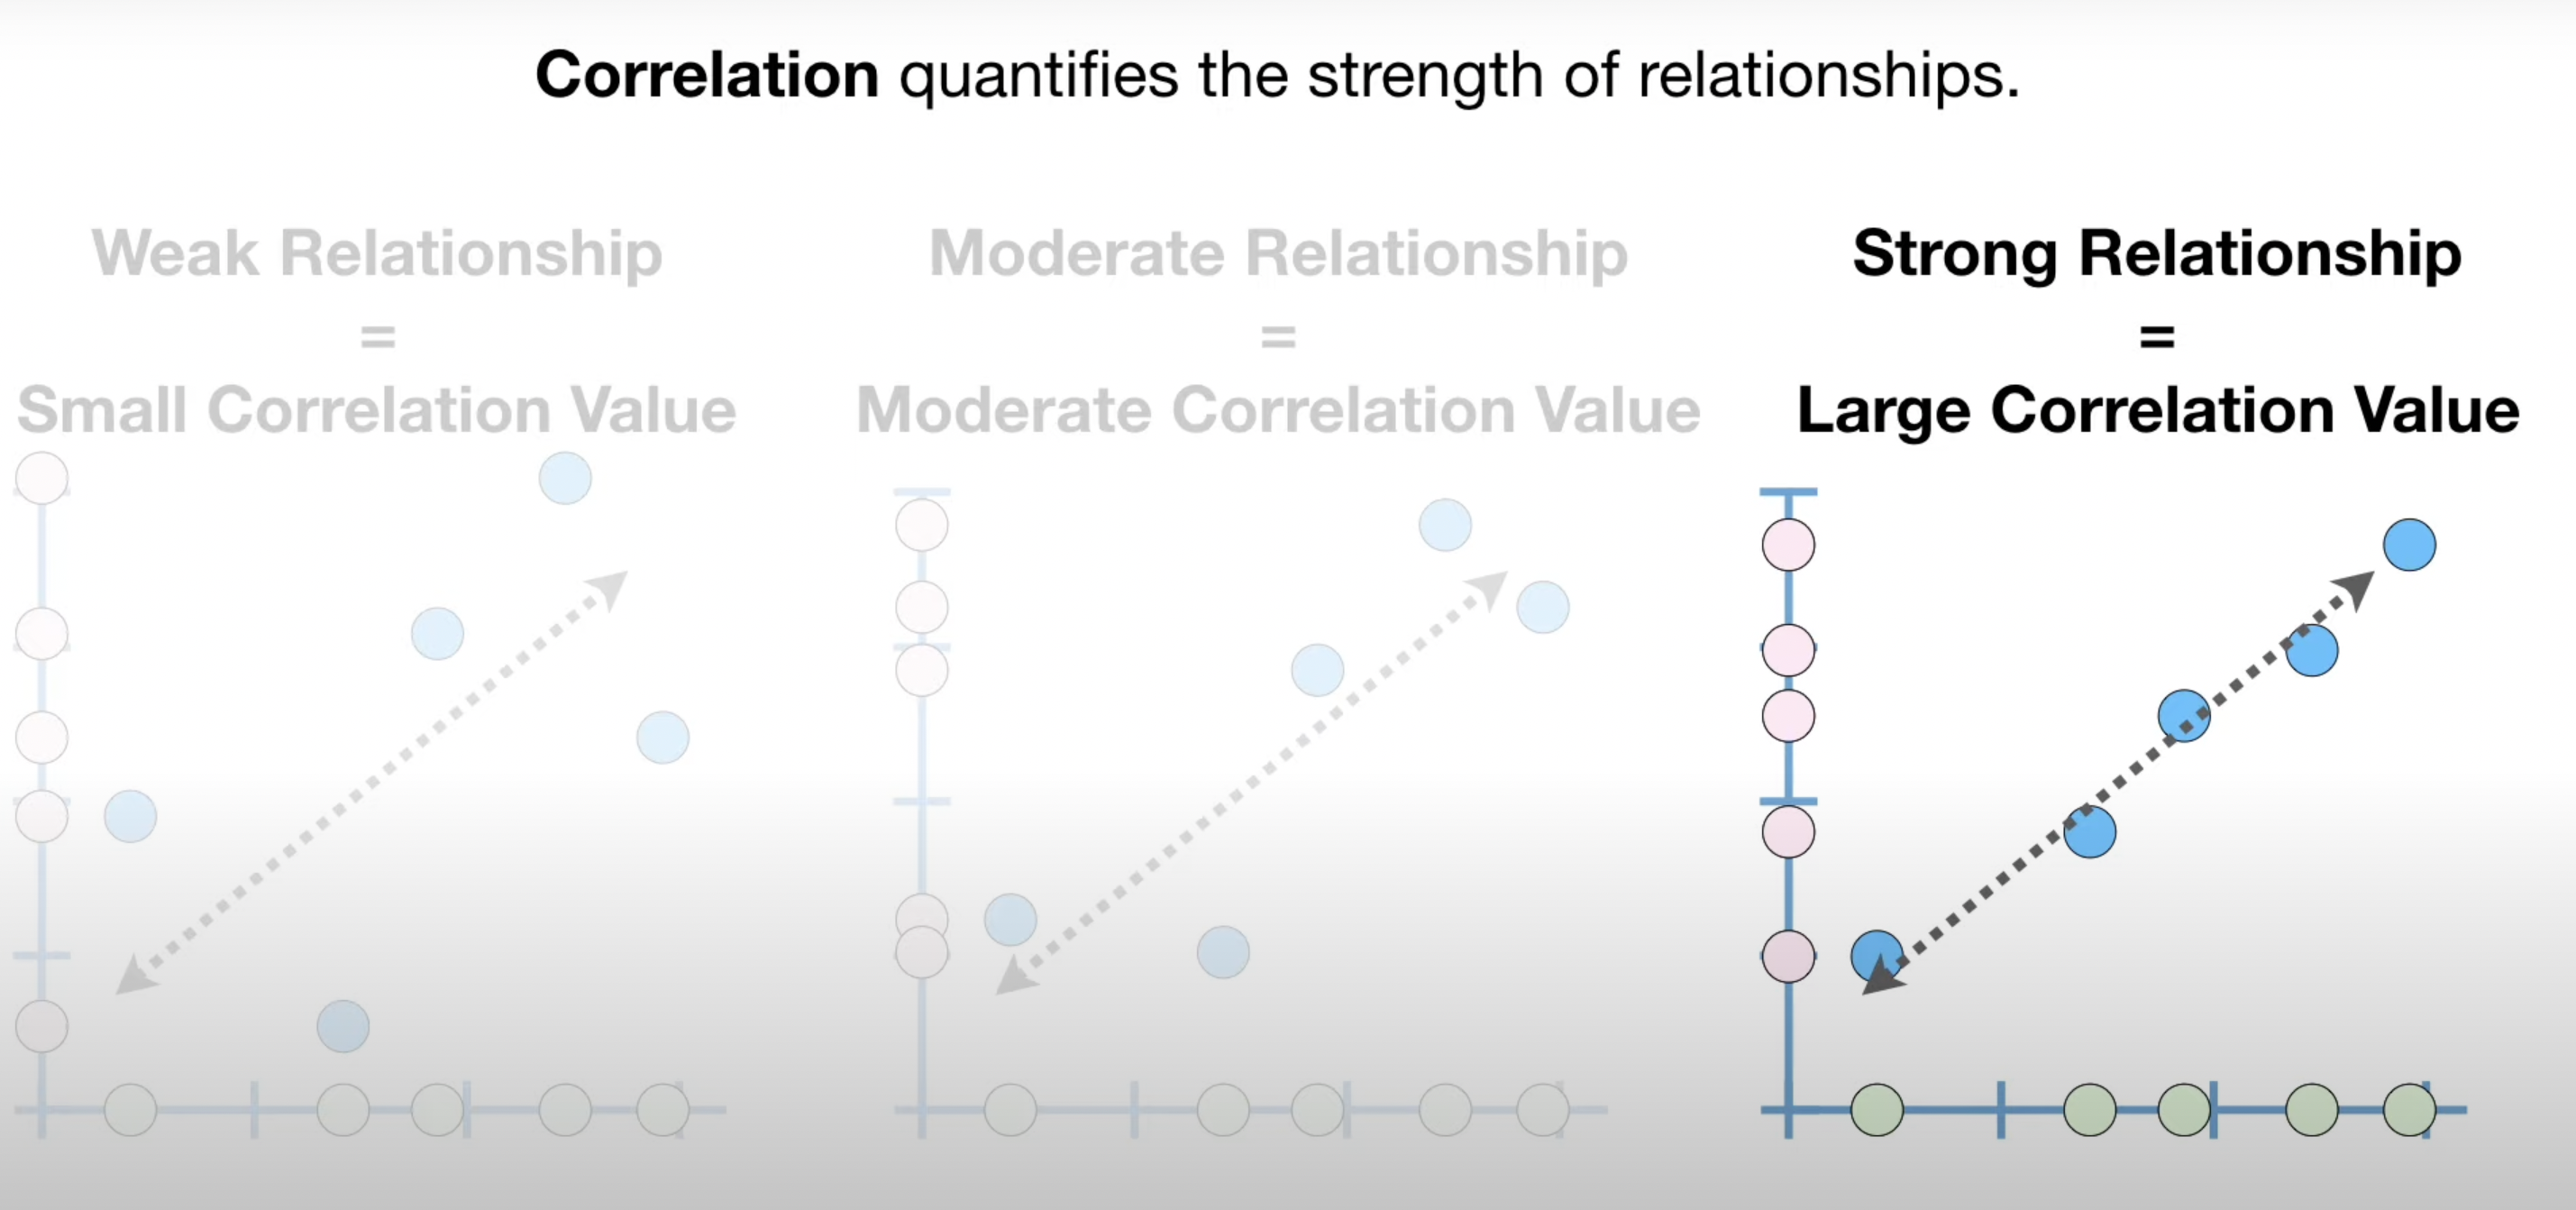 Correlation quantifies the strength of relationships.
Weak Relationship
=
Small Correlation Value
Moderate Relationship
=
Moderate Correlation Value
Strong Relationship
=
Large Correlation Value